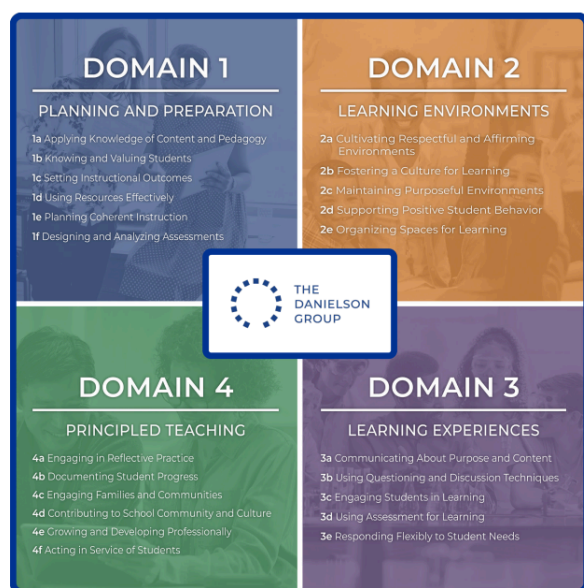 DOMAIN 1
PLANNING AND PREPARATION
1a Applying Knowledge of Content and Pedagogy
1b Knowing and Valuing Students
1c Setting Instructional Outcomes
1d Using Resources Effectively
1e Planning Coherent Instruction
1f Designing and Analyzing Assessments
DOMAIN 2
LEARNING ENVIRONMENTS
2a Cultivating Respectful and Affirming
Environments
2b Fostering a Culture for Learning
2c Maintaining Purposeful Environments
2d Supporting Positive Student Behavior
2e Organizing Spaces for Learning
THE
DANIELSON
GROUP
DOMAIN 4
PRINCIPLED TEACHING
4a Engaging in Reflective Practice
4b Documenting Student Progress
4c Engaging Families and Communities
4d Contributing to School Community and Culture
4e Growing and Developing Professionally
4f Acting in Service of Students
DOMAIN 3
LEARNING EXPERIENCES
3a Communicating About Purpose and Content
3b Using Questioning and Discussion Techniques
3c Engaging Students in Learning
3d Using Assessment for Learning
3e Responding Flexibly to Student Needs